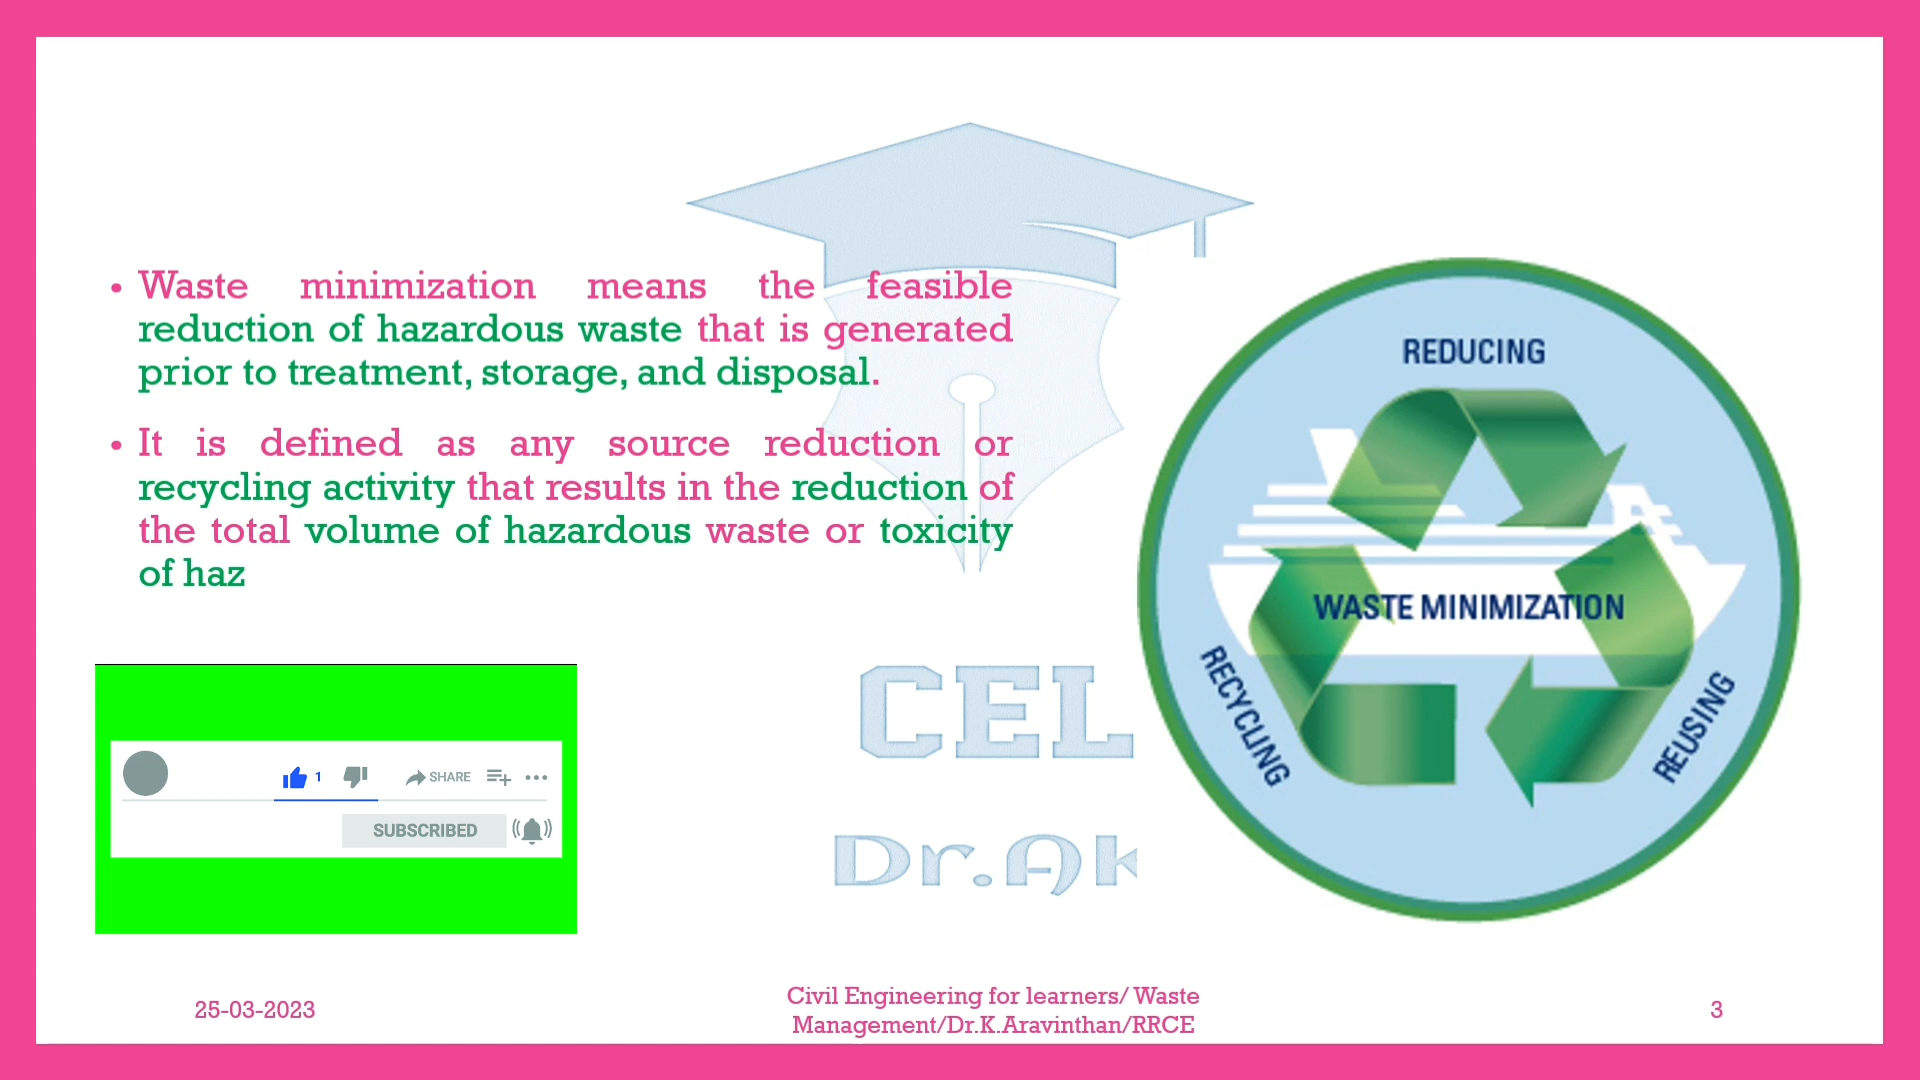 • Waste minimization means the feasible
reduction of hazardous waste that is generated
prior to treatment, storage, and disposal.
• It is defined as any source reduction or
recycling activity that results in the reduction of
the total volume of hazardous waste or toxicity
of haz
REDUCING
WASTE MINIMIZATION
RECYCLING
REUSING
CEL
Dr.AK
1
SHARE
SUBSCRIBED
25-03-2023
Civil Engineering for learners/ Waste
Management/Dr.K.Aravinthan/RRCE
3